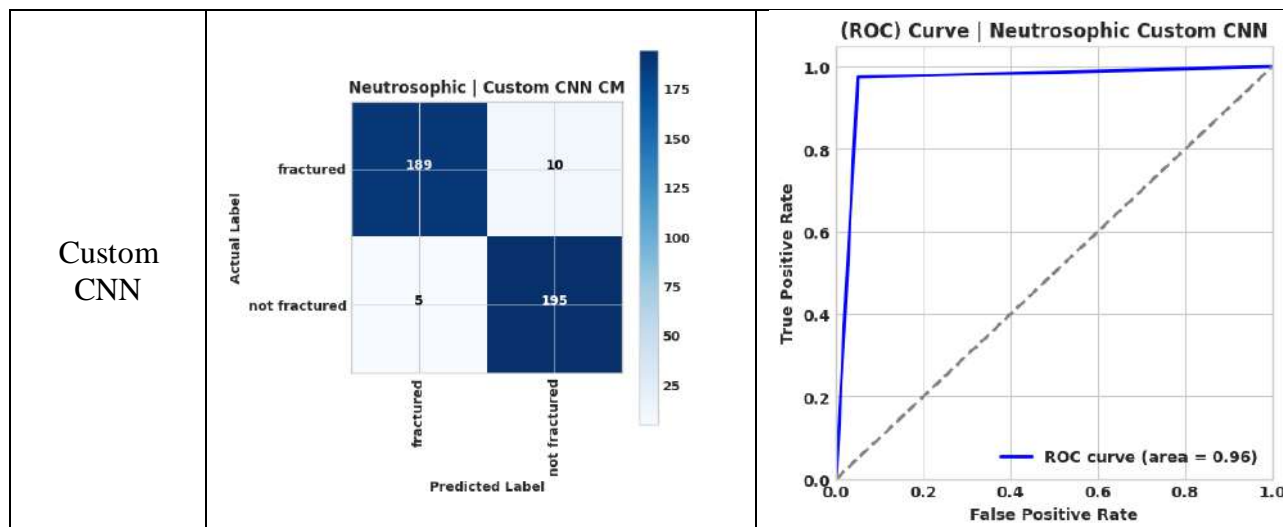 Custom
CNN
Neutrosophic | Custom CNN CM
Actual Label
fractured
not fractured
189
10
5
195
fractured
not fractured
Predicted Label
175
150
125
100
75
50
25
(ROC) Curve | Neutrosophic Custom CNN
True Positive Rate
1.0
0.8
0.6
0.4
0.2
0.0
0.0
0.2
0.4
0.6
0.8
1.0
ROC curve (area = 0.96)
False Positive Rate